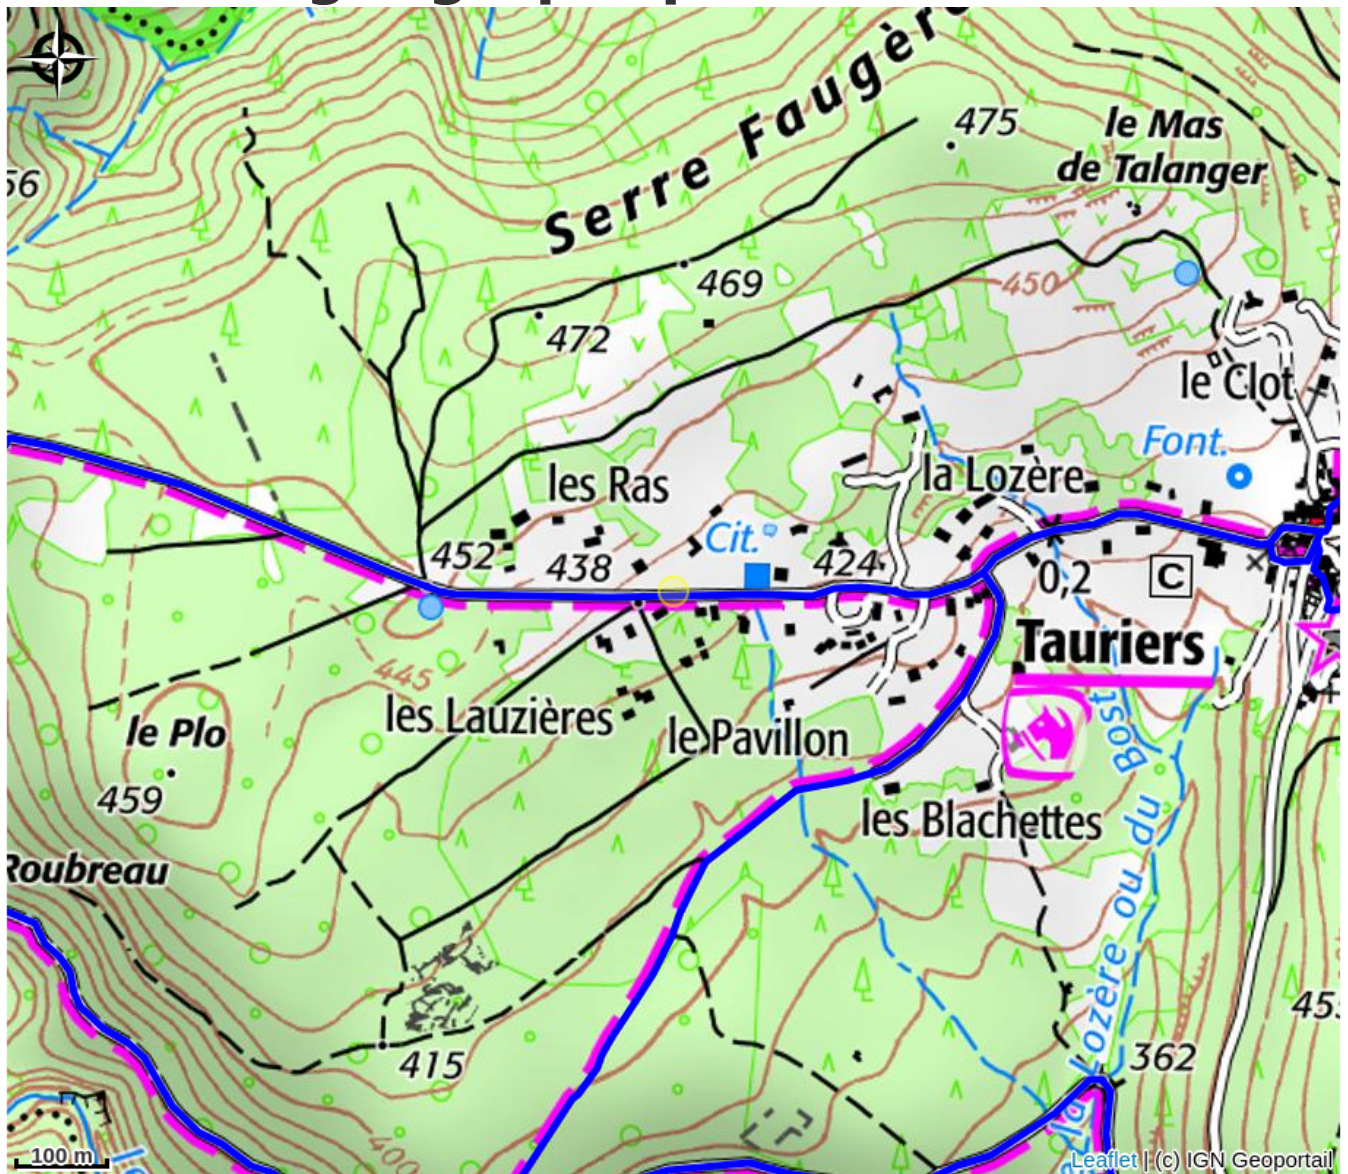 Serre Faugère
475
le Mas
de Talanger
56
469
450
472
le Clot
Font.
les Ras
la Lozère
Cit.
452
438
424
0,2
C
Tauriers
445
les Lauzières
le Pavillon
le Plo
459
les Blachettes
Roubreau
la Lozère ou du Bost
415
362
400
100 m
Leaflet | (c) IGN Geoportail